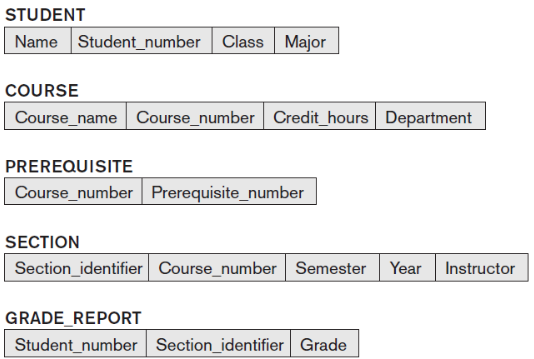 STUDENT
Name Student_number Class Major
COURSE
Course_name Course_number Credit_hours Department
PREREQUISITE
Course_number Prerequisite_number
SECTION
Section_identifier Course_number Semester Year Instructor
GRADE_REPORT
Student_number Section_identifier Grade